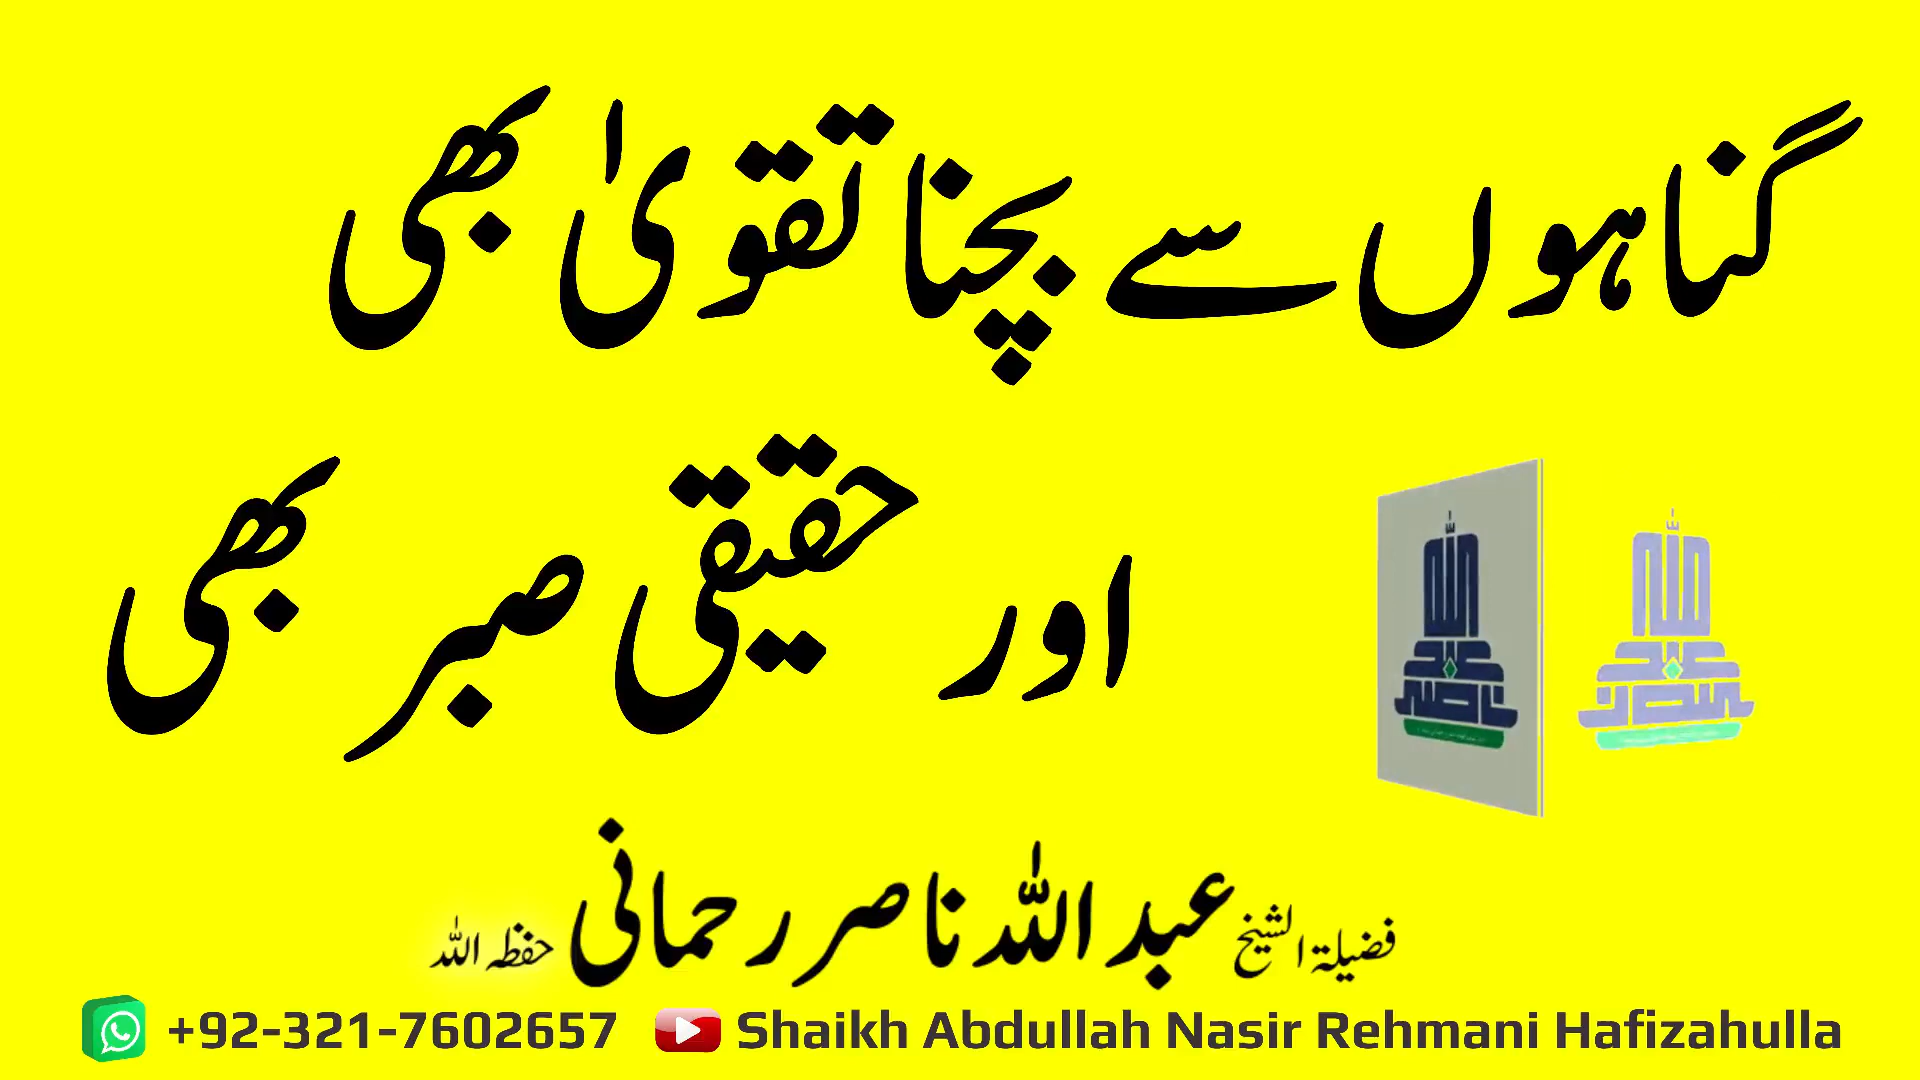 گناہوں سے بچنا تقویٰ بھی
اور حقیقی صبر بھی
فضیلۃ الشیخ عبداللہ ناصر رحمانی حفظہ اللہ
+92-321-7602657 Shaikh Abdullah Nasir Rehmani Hafizahulla